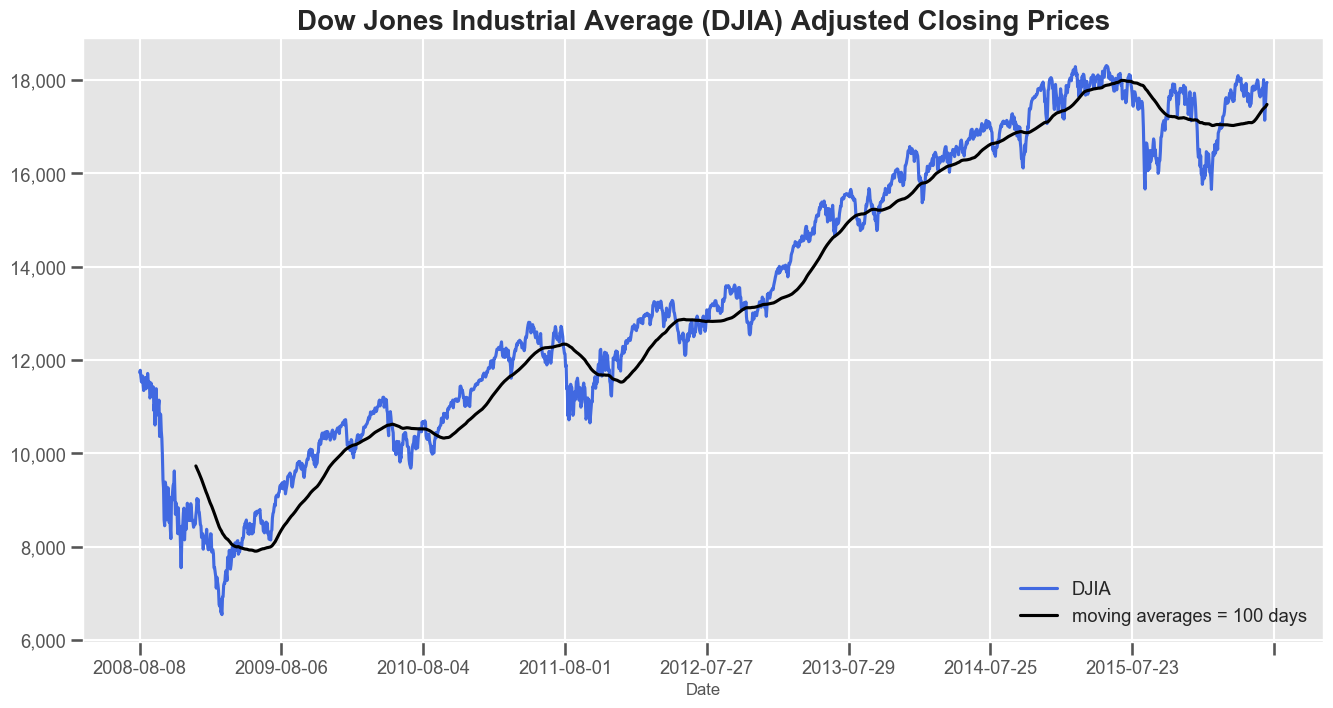 Dow Jones Industrial Average (DJIA) Adjusted Closing Prices
18,000
16,000
14,000
12,000
10,000
8,000
6,000
DJIA
moving averages = 100 days
2008-08-08 2009-08-06 2010-08-04 2011-08-01 2012-07-27 2013-07-29 2014-07-25 2015-07-23
Date